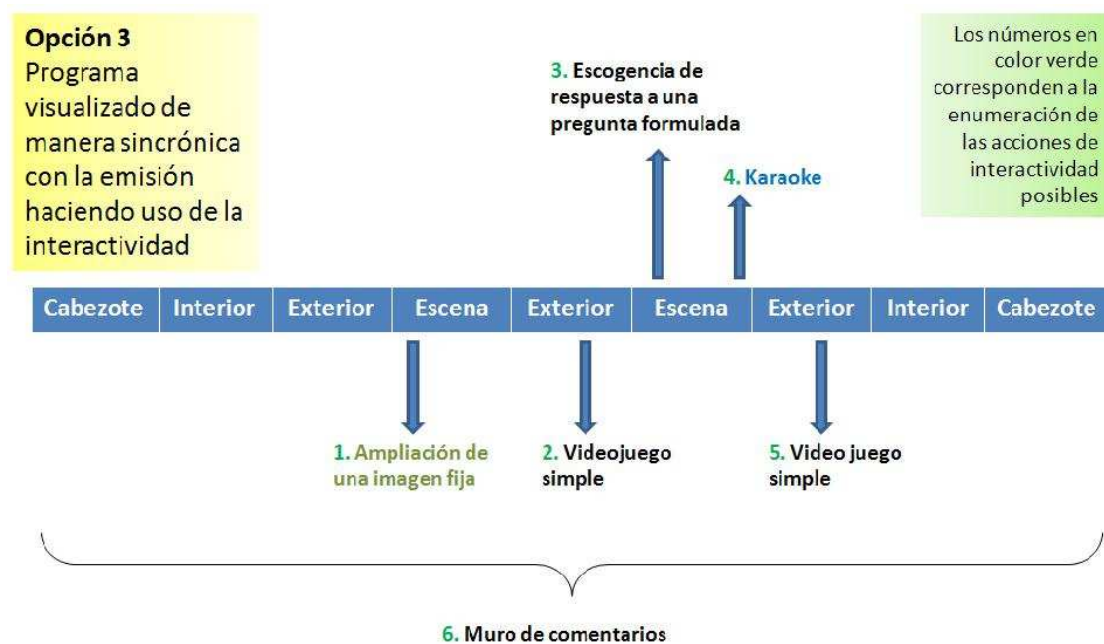 Opción 3
Programa
visualizado de
manera sincrónica
con la emisión
haciendo uso de la
interactividad
Los números en
color verde
corresponden a la
enumeración de
las acciones de
interactividad
posibles
3. Escogencia de
respuesta a una
pregunta formulada
4. Karaoke
Cabezote Interior Exterior Escena Exterior Escena Exterior Interior Cabezote
1. Ampliación de
una imagen fija
2. Videojuego
simple
5. Video juego
simple
6. Muro de comentarios